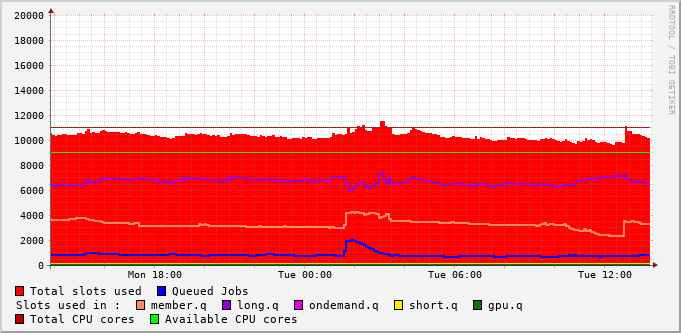 RRDTOOL / TOBI OETIKER
20000
18000
16000
14000
12000
10000
8000
6000
4000
2000
0
Mon 18:00 Tue 00:00 Tue 06:00 Tue 12:00
Total slots used Queued Jobs
Slots used in : member.q long.q ondemand.q short.q gpu.q
Total CPU cores Available CPU cores